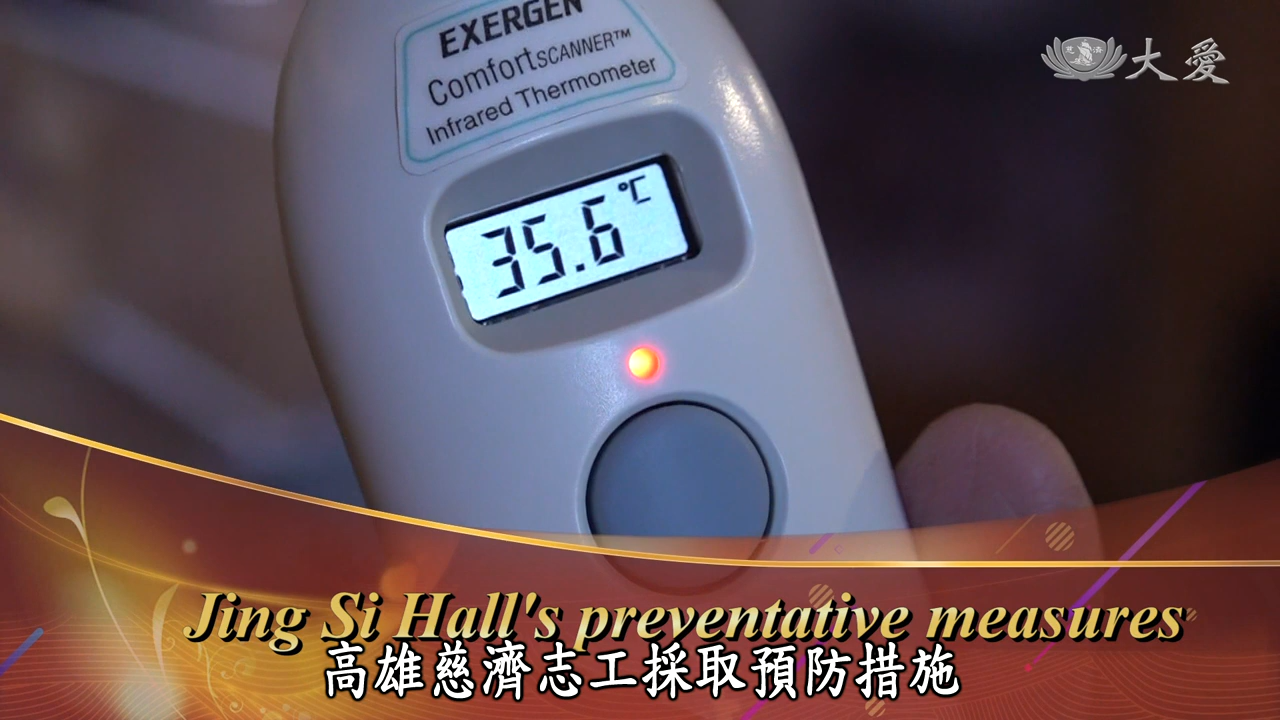 EXERGEN
ComfortSCANNER™
Infrared Thermometer
大愛
35.6 °C
Jing Si Hall's preventative measures
高雄慈濟志工採取預防措施